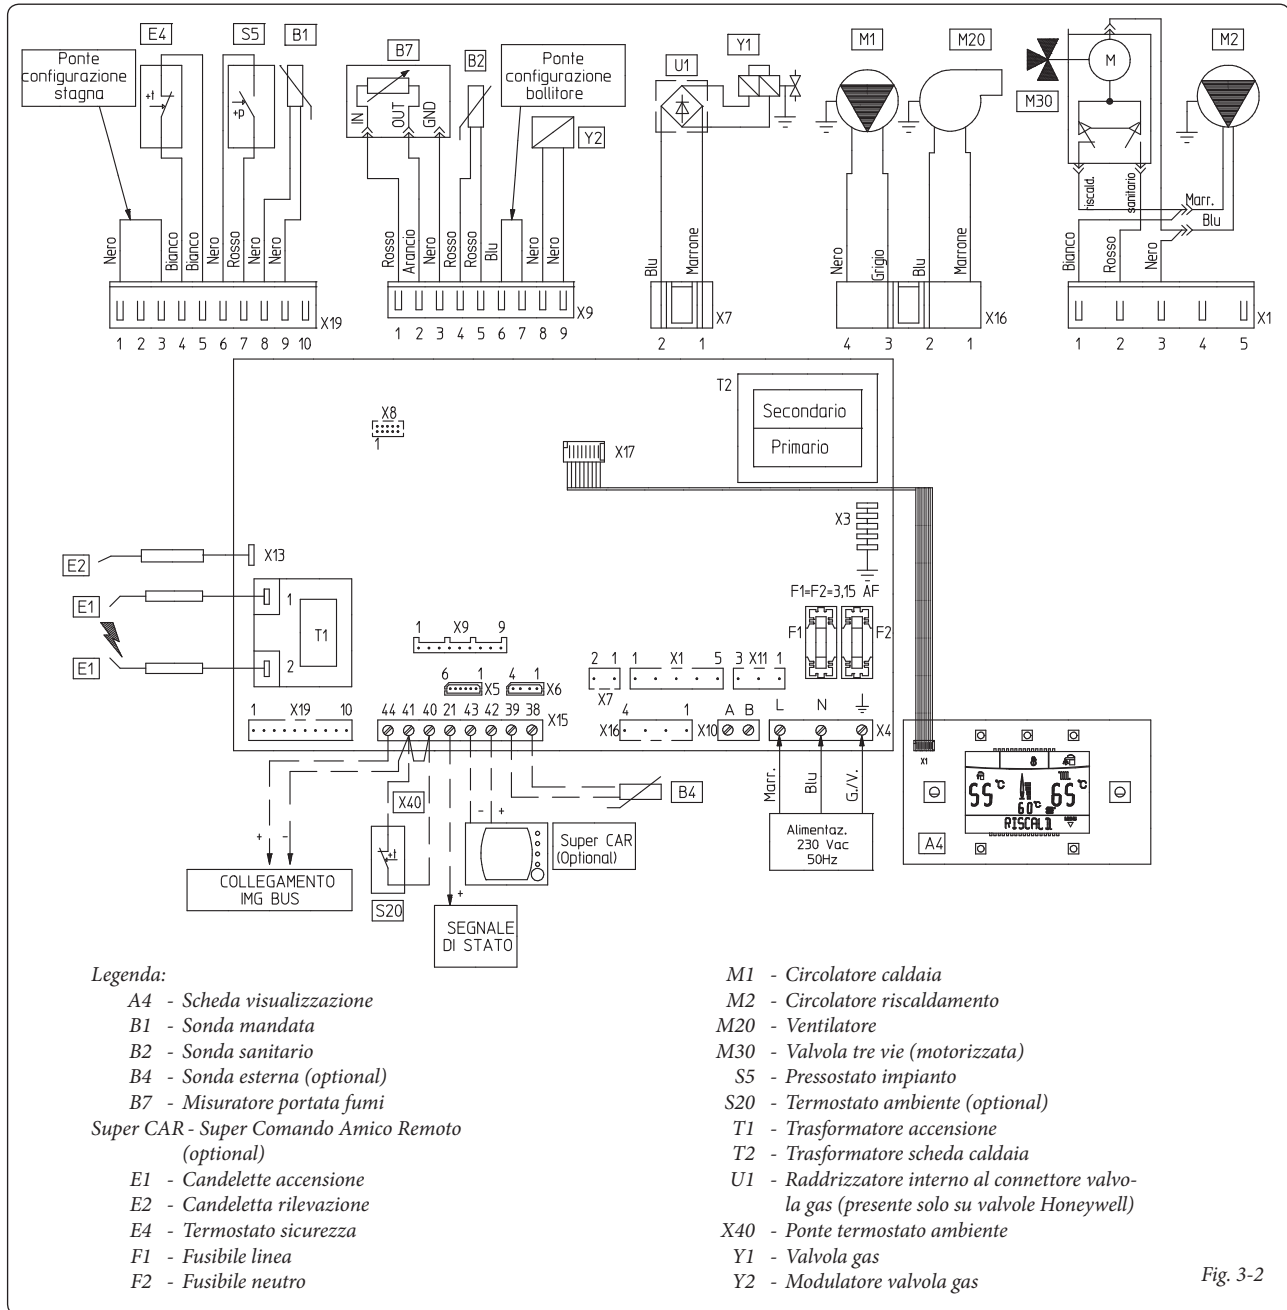 E4 S5 B1 B7 B2 Y1 U1 M1 M20 M30 M M2
Ponte
configurazione
stagna
Ponte
configurazione
bollitore
+t +p IN OUT GND Y2
riscald. sanitario
Marr.
Blu
Nero Bianco Bianco Nero Rosso Nero Nero
Rosso Arancio Nero Rosso Rosso Blu Nero Nero
Blu Marrone
Nero Grigio Blu Marrone
Bianco Rosso Nero
X19 X9 X7 X16 X1
1 2 3 4 5 6 7 8 9 10
1 2 3 4 5 6 7 8 9
2 1
4 3 2 1
1 2 3 4 5
T2
Secondario
Primario
X8
1
X17
X3
E2 X13
F1=F2=3,15 AF
F1 F2
E1 1
T1
E1 2
1 X9 9
6 1 X5
4 1 X6
2 1 X7
1 X1 5
3 X11 1
1 X19 10
44 41 40 21 43 42 39 38 X15
X16 4 1
X10 A B
L N X4
Marr. Blu G./V.
X40
B4
+ - - + +
+t
S20
COLLEGAMENTO
IMG BUS
SEGNALE
DI STATO
Super CAR
(Optional)
Alimentaz.
230 Vac
50Hz
X1
8 4
55°C 65°C
60°C
RISCAL1
MENU
A4
Legenda:
A4 - Scheda visualizzazione
B1 - Sonda mandata
B2 - Sonda sanitario
B4 - Sonda esterna (optional)
B7 - Misuratore portata fumi
Super CAR - Super Comando Amico Remoto
(optional)
E1 - Candelette accensione
E2 - Candeletta rilevazione
E4 - Termostato sicurezza
F1 - Fusibile linea
F2 - Fusibile neutro
M1 - Circolatore caldaia
M2 - Circolatore riscaldamento
M20 - Ventilatore
M30 - Valvola tre vie (motorizzata)
S5 - Pressostato impianto
S20 - Termostato ambiente (optional)
T1 - Trasformatore accensione
T2 - Trasformatore scheda caldaia
U1 - Raddrizzatore interno al connettore valvo-
la gas (presente solo su valvole Honeywell)
X40 - Ponte termostato ambiente
Y1 - Valvola gas
Y2 - Modulatore valvola gas
Fig. 3-2